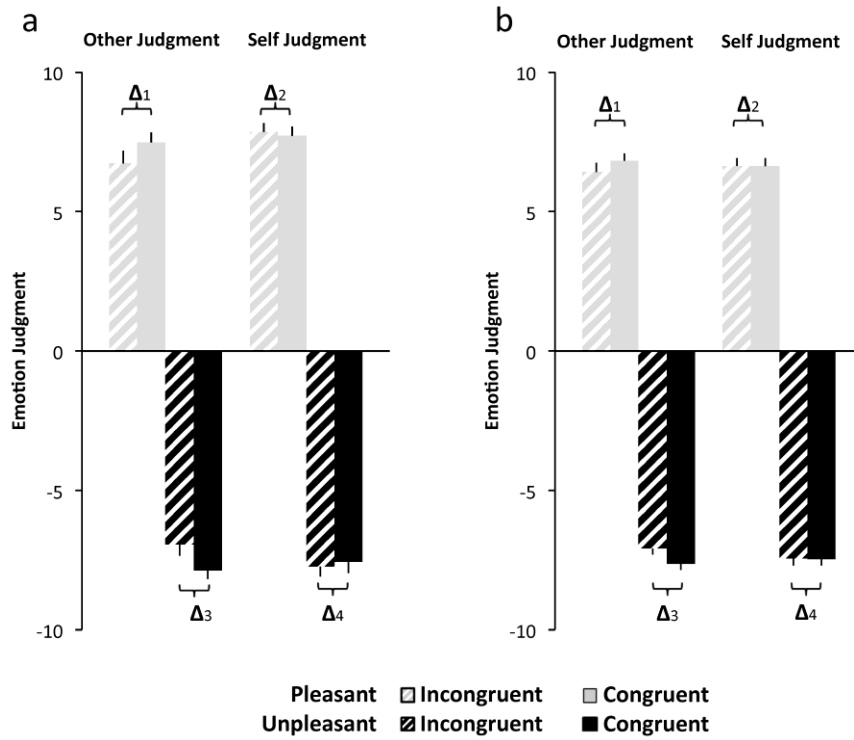 a
Other Judgment Self Judgment
10
Δ1 Δ2
5
Emotion Judgment
0
-5
Δ3 Δ4
-10
b
Other Judgment Self Judgment
10
Δ1 Δ2
5
Emotion Judgment
0
-5
Δ3 Δ4
-10
Pleasant Incongruent Congruent
Unpleasant Incongruent Congruent